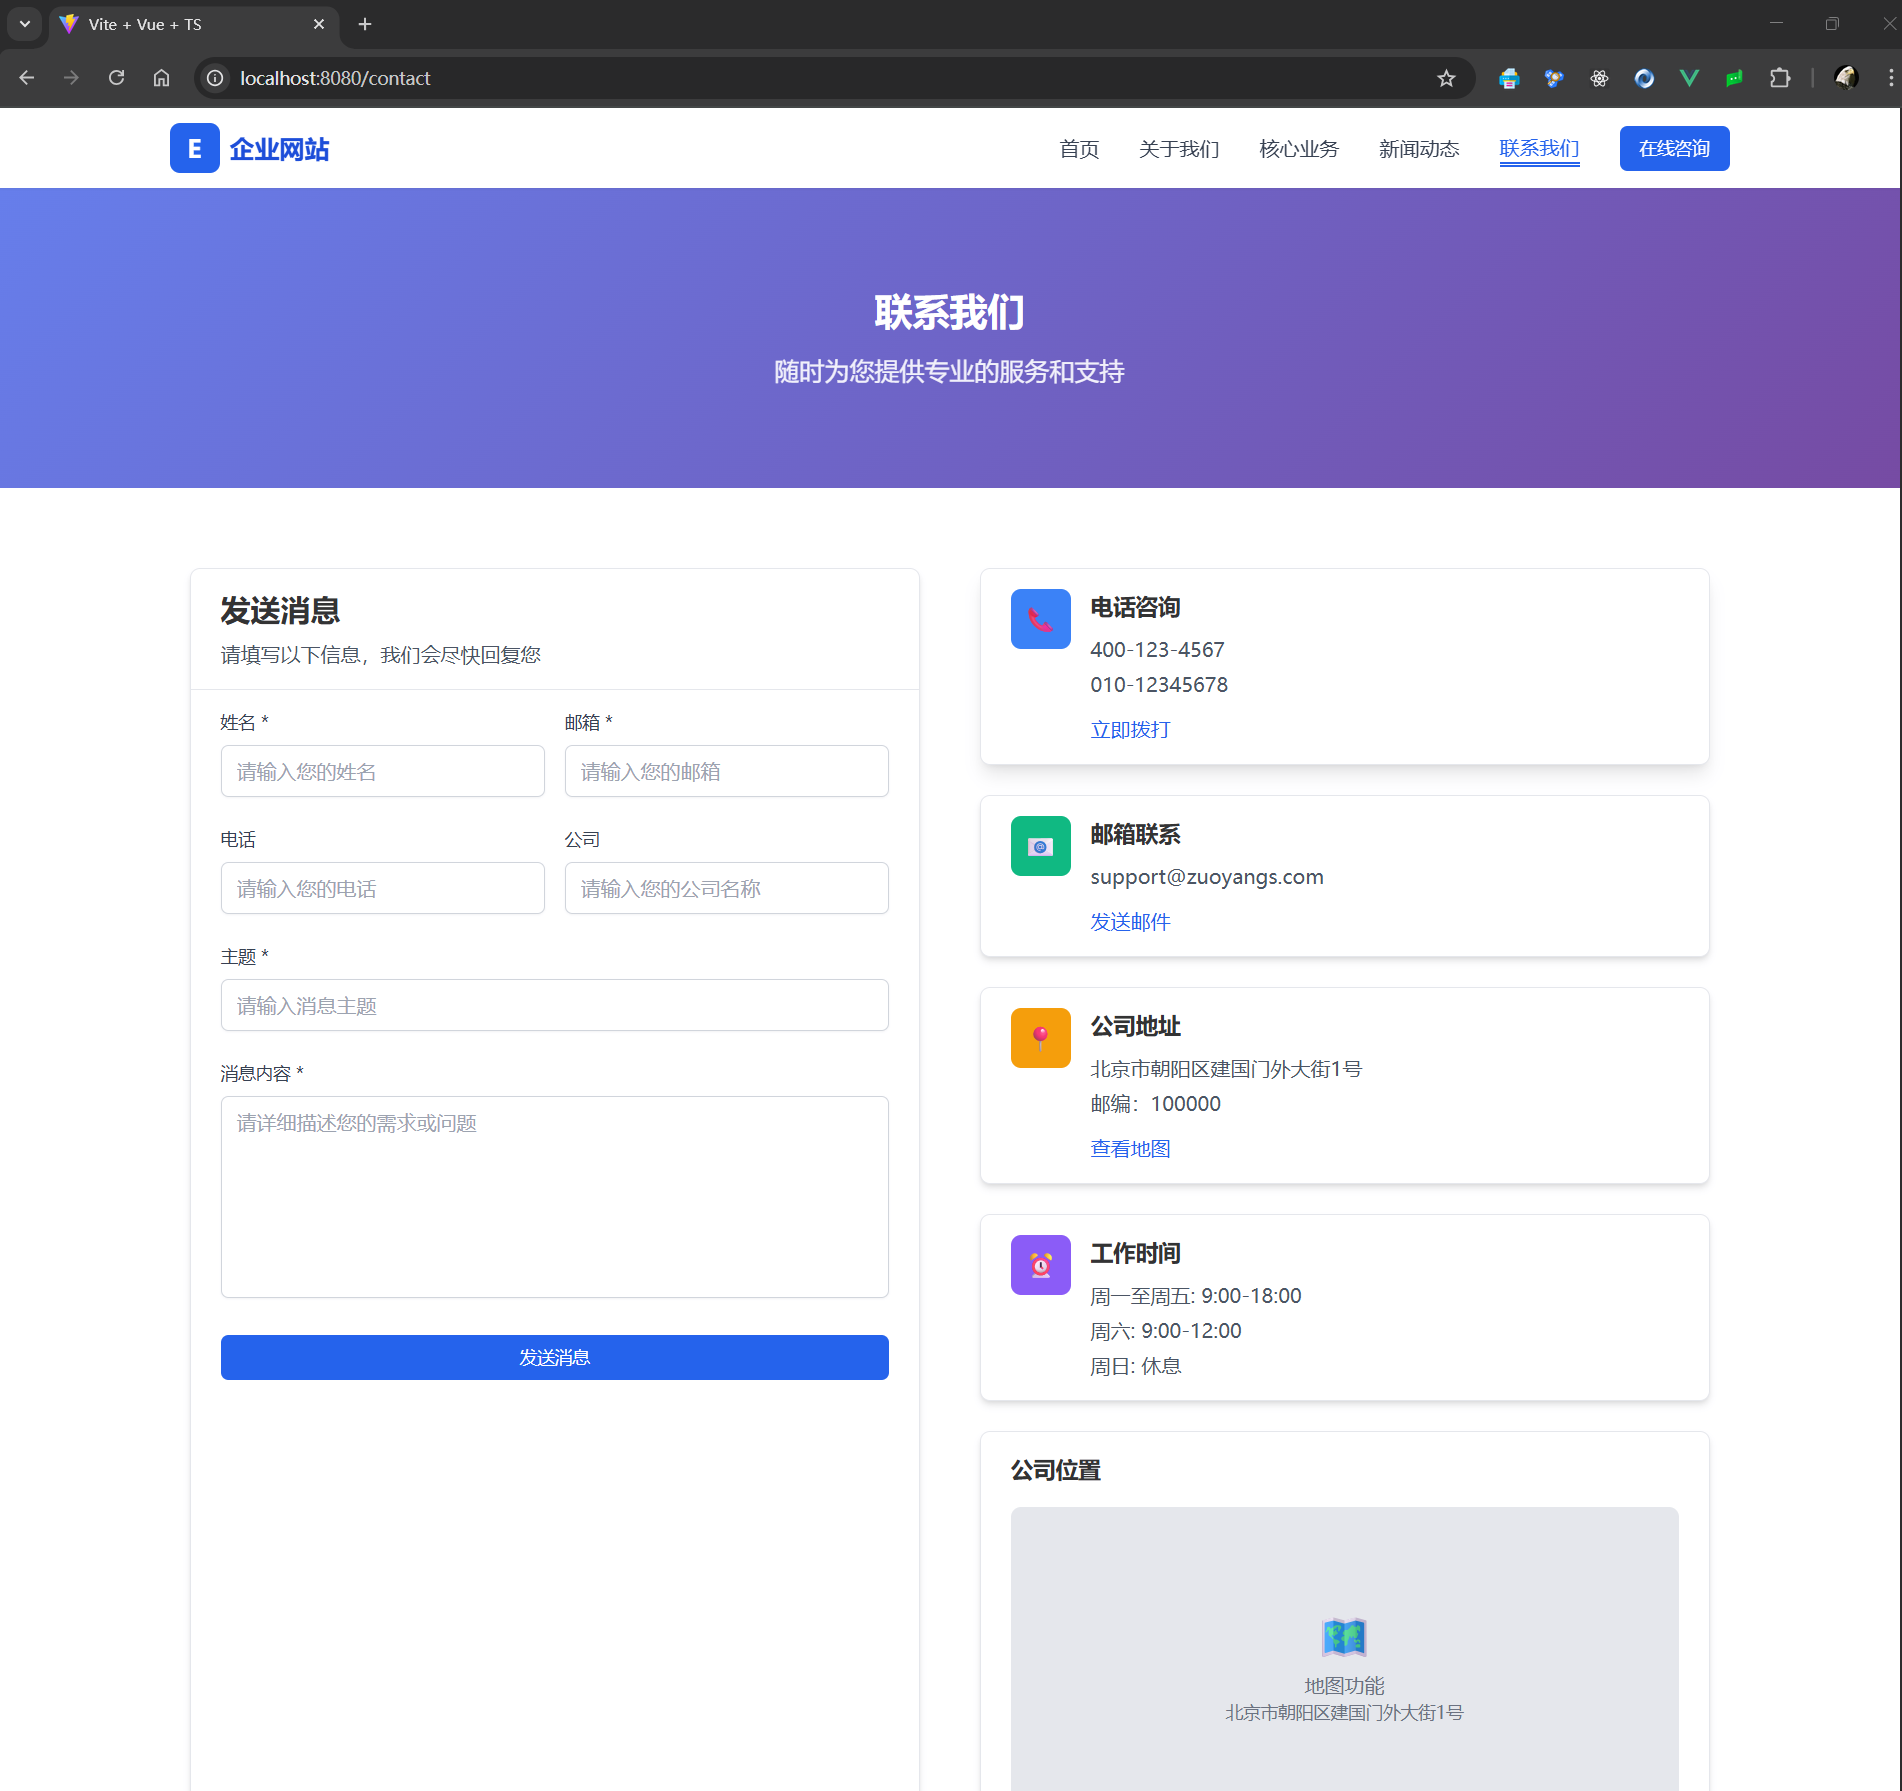 Vite + Vue + TS
localhost:8080/contact
E 企业网站
首页 关于我们 核心业务 新闻动态 联系我们 在线咨询
联系我们
随时为您提供专业的服务和支持
发送消息
请填写以下信息，我们会尽快回复您
姓名 *
请输入您的姓名
邮箱 *
请输入您的邮箱
电话
请输入您的电话
公司
请输入您的公司名称
主题 *
请输入消息主题
消息内容 *
请详细描述您的需求或问题
发送消息
电话咨询
400-123-4567
010-12345678
立即拨打
邮箱联系
support@zuoyangs.com
发送邮件
公司地址
北京市朝阳区建国门外大街1号
邮编：100000
查看地图
工作时间
周一至周五: 9:00-18:00
周六: 9:00-12:00
周日: 休息
公司位置
地图功能
北京市朝阳区建国门外大街1号